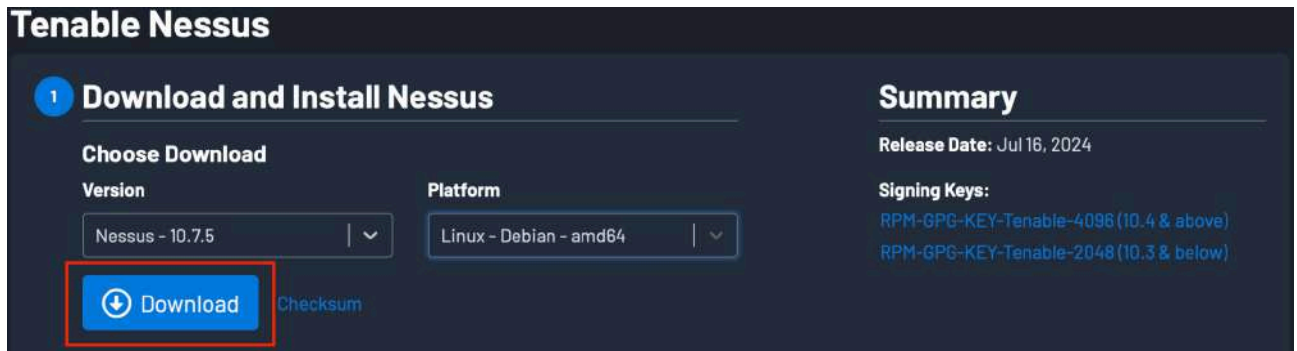 Tenable Nessus
1 Download and Install Nessus
Choose Download
Version
Platform
Nessus - 10.7.5
Linux - Debian - amd64
Download
Checksum
Summary
Release Date: Jul 16, 2024
Signing Keys:
RPM-GPG-KEY-Tenable-4096 (10.4 & above)
RPM-GPG-KEY-Tenable-2048 (10.3 & below)